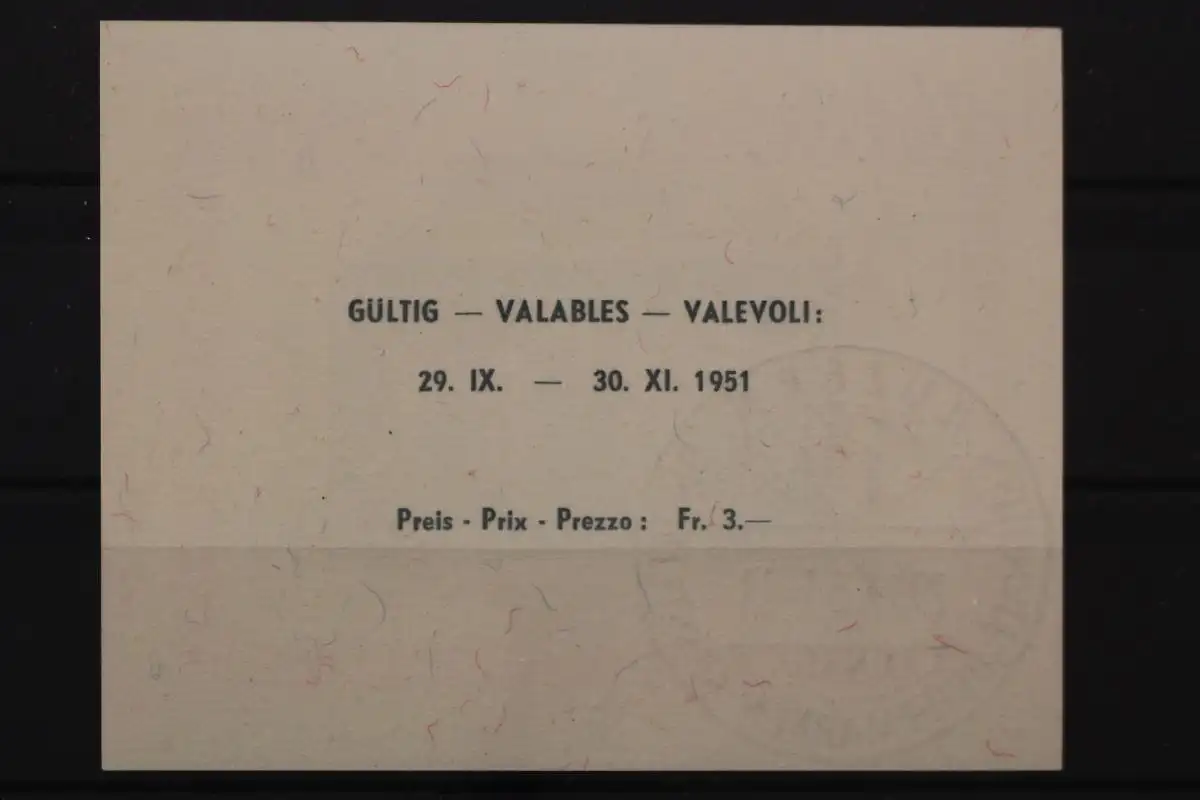 GÜLTIG — VALABLES — VALEVOLI:
29. IX. — 30. XI. 1951
Preis - Prix - Prezzo: Fr. 3.—